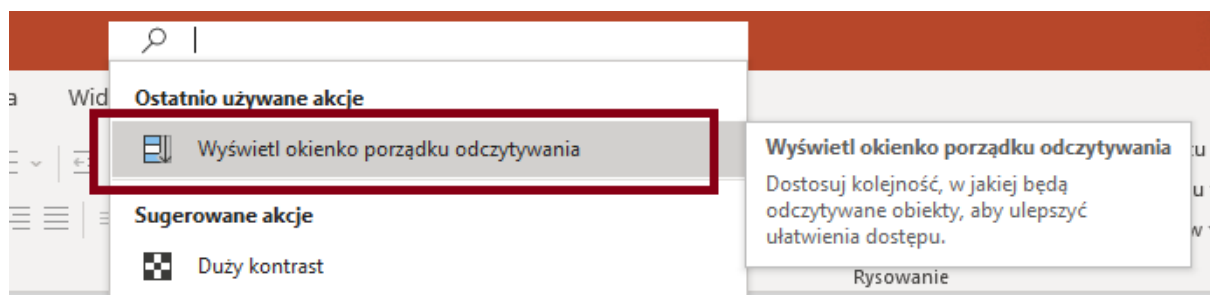 Wid
Ostatnio używane akcje
Wyświetl okienko porządku odczytywania
Sugerowane akcje
Duży kontrast
Wyświetl okienko porządku odczytywania
Dostosuj kolejność, w jakiej będą
odczytywane obiekty, aby ulepszyć
ułatwienia dostępu.
Rysowanie